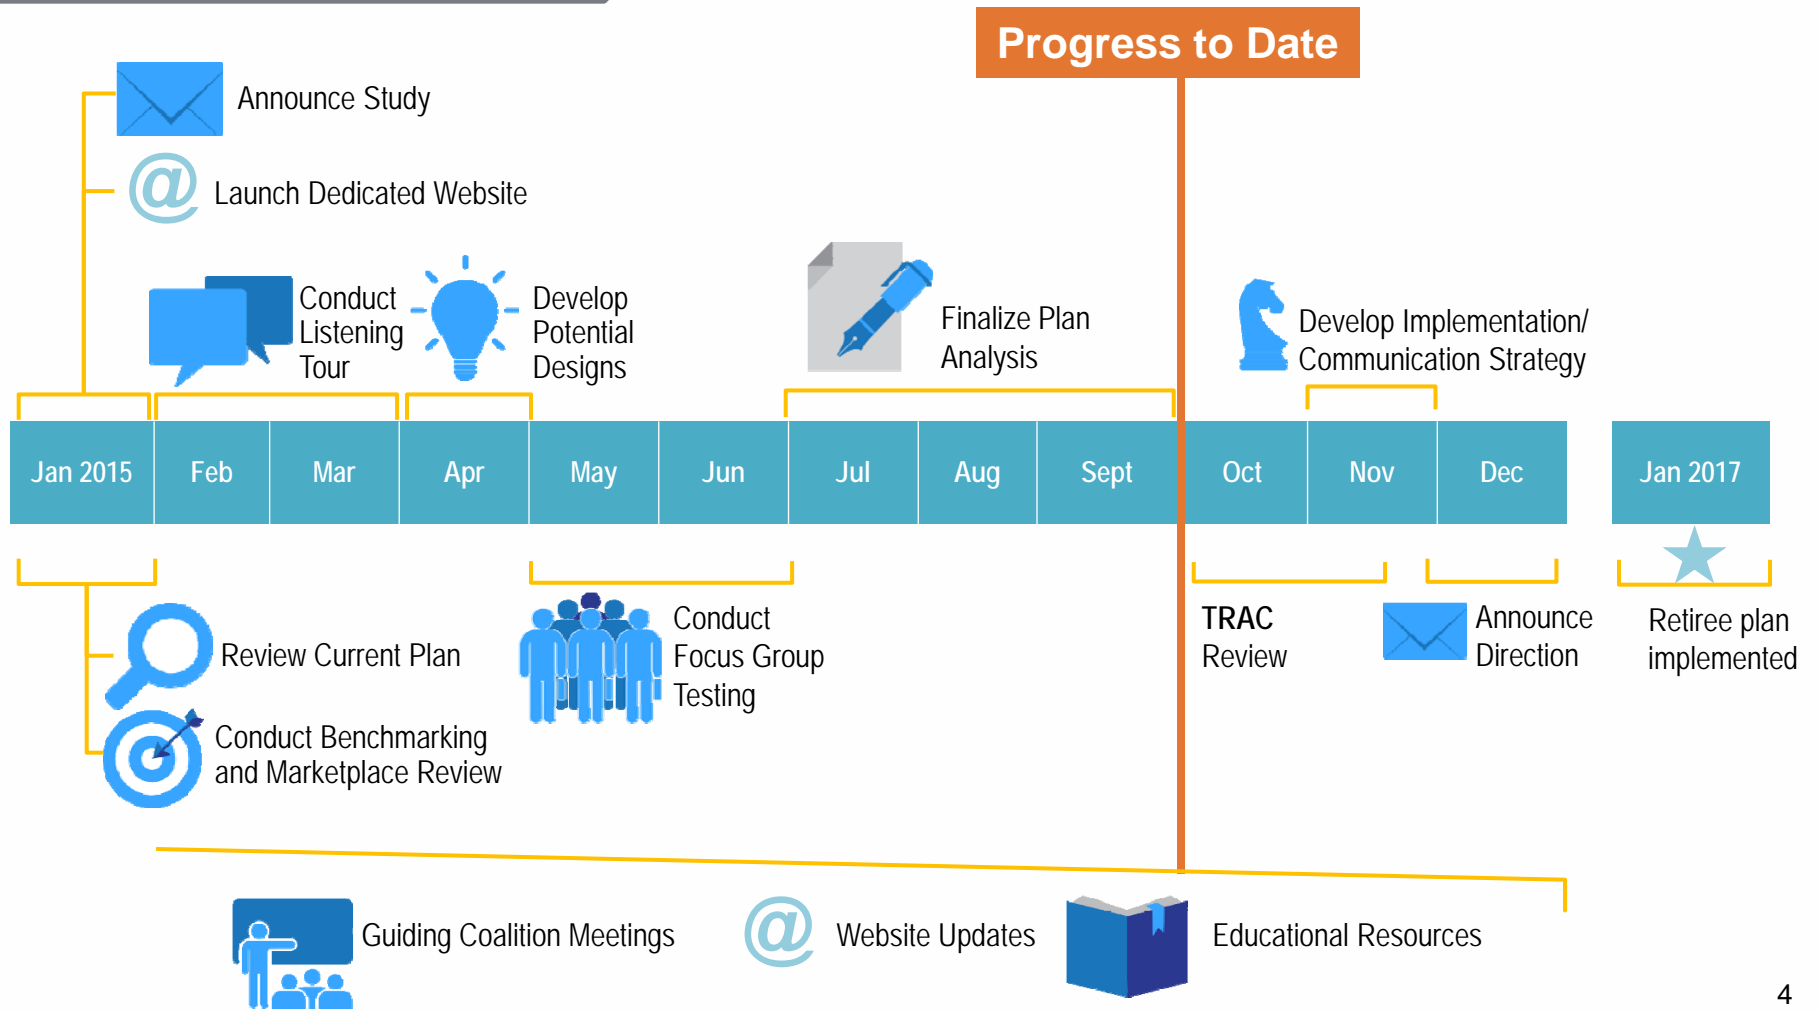 Progress to Date
Announce Study
@
Launch Dedicated Website
Conduct
Listening
Tour
Develop
Potential
Designs
Finalize Plan
Analysis
Develop Implementation/
Communication Strategy
Jan 2015 Feb Mar Apr May Jun Jul Aug Sept Oct Nov Dec Jan 2017
Review Current Plan
Conduct Benchmarking
and Marketplace Review
Conduct
Focus Group
Testing
TRAC
Review
Announce
Direction
Retiree plan
implemented
Guiding Coalition Meetings
@
Website Updates
Educational Resources
4